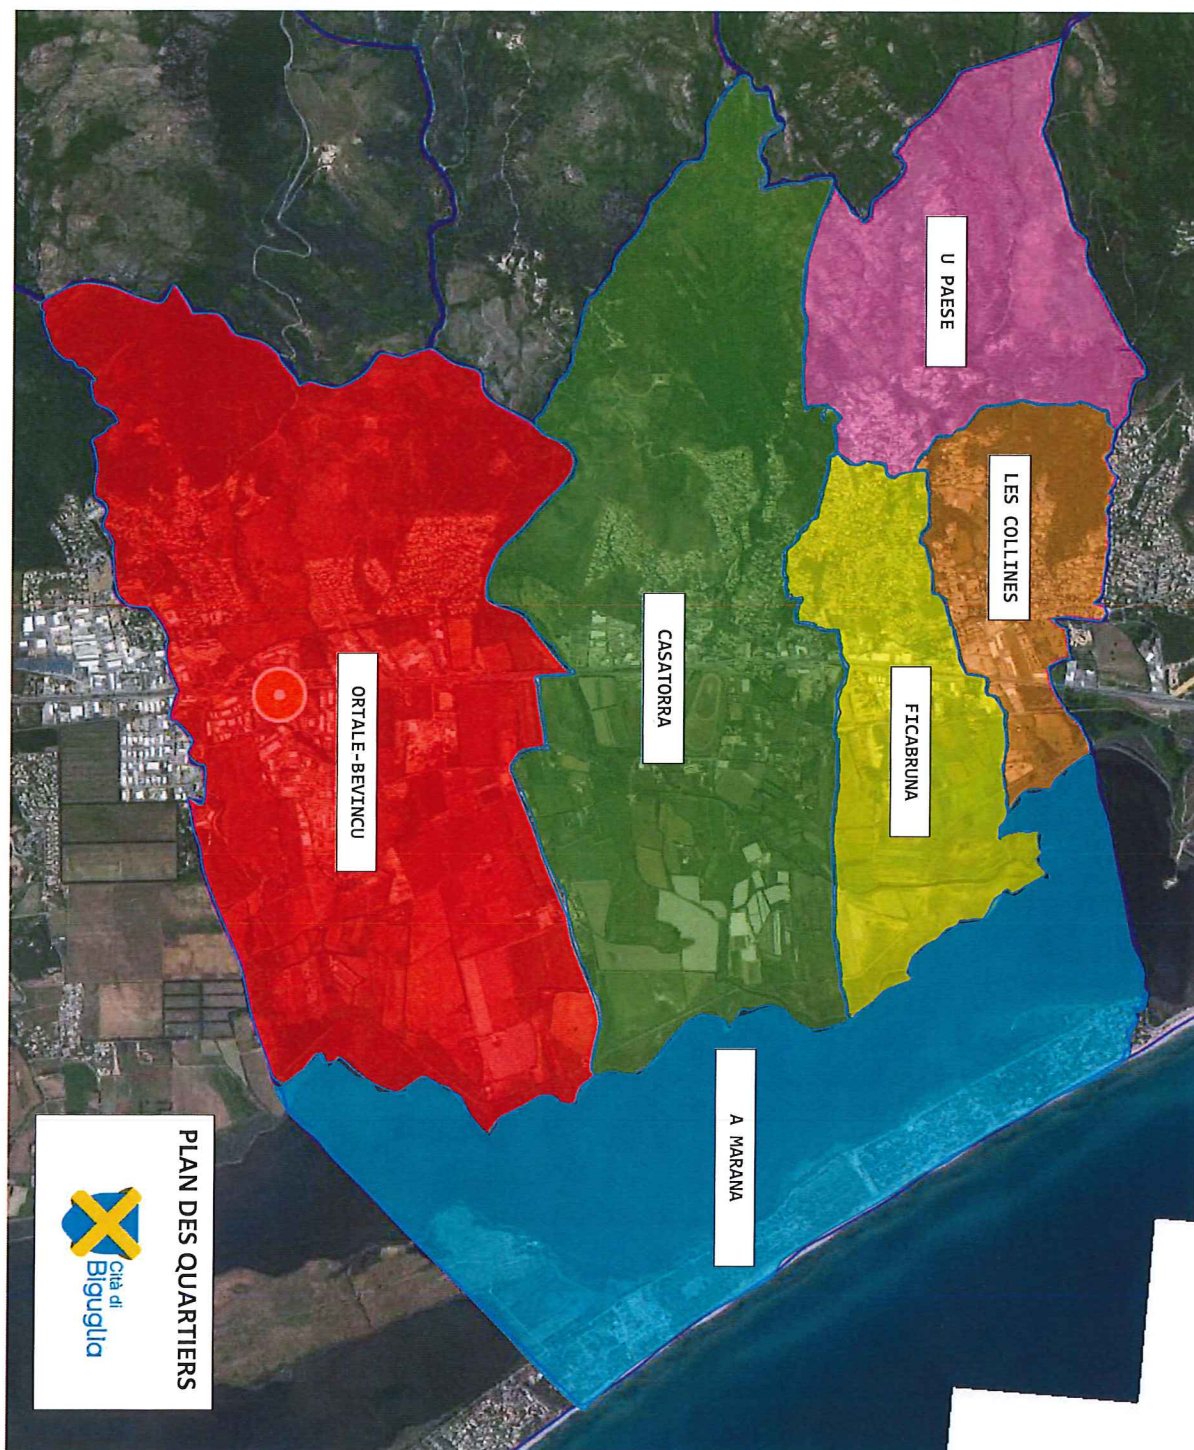 U PAESE
LES COLLINES
FICABRUNA
CASATORRA
ORTALE-BEVINCU
A MARANA
PLAN DES QUARTIERS
Cità di
Biguglia